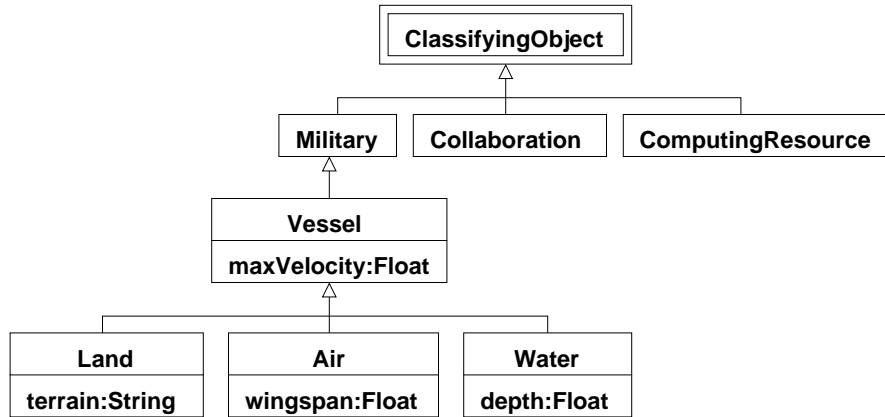 ClassifyingObject
Military
Collaboration
ComputingResource
Vessel
maxVelocity:Float
Land
Air
Water
terrain:String
wingspan:Float
depth:Float